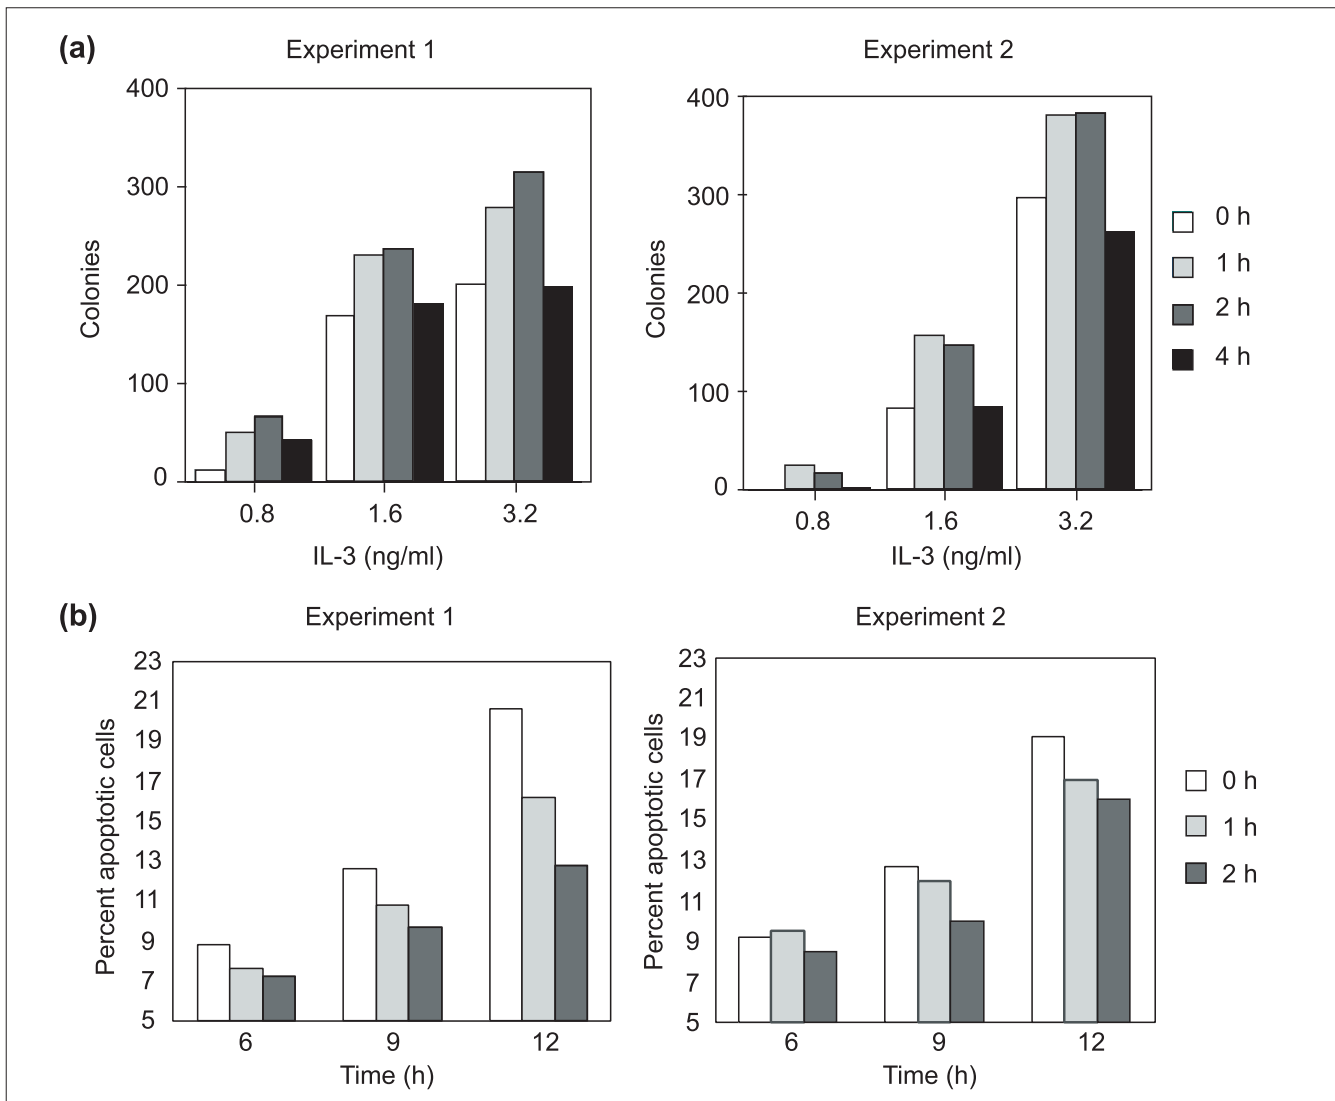 (a)
Experiment 1
Experiment 2
400
300
200
100
0
Colonies
0.8 1.6 3.2
IL-3 (ng/ml)
400
300
200
100
0
Colonies
0.8 1.6 3.2
IL-3 (ng/ml)
0 h
1 h
2 h
4 h
(b)
Experiment 1
Experiment 2
23
21
19
17
15
13
11
9
7
5
Percent apoptotic cells
6 9 12
Time (h)
23
21
19
17
15
13
11
9
7
5
Percent apoptotic cells
6 9 12
Time (h)
0 h
1 h
2 h